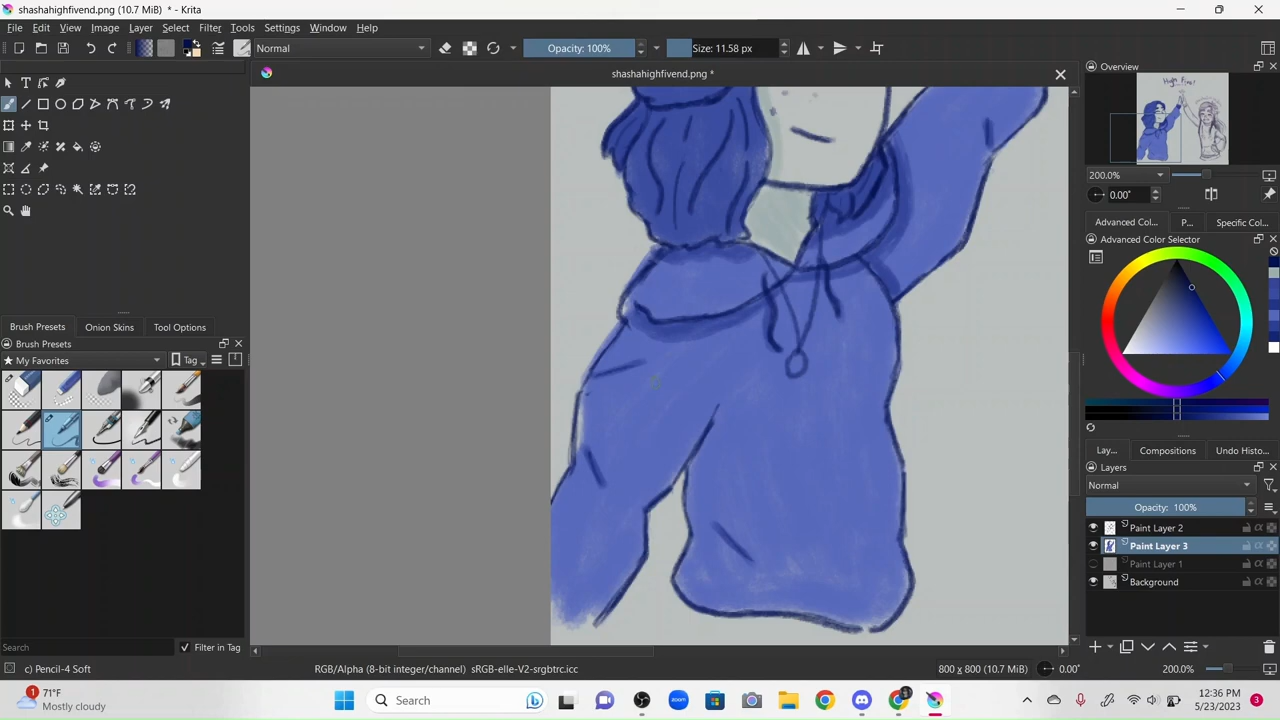 shashahighfivend.png (10.7 MiB) * - Krita
File Edit View Image Layer Select Filter Tools Settings Window Help
Normal
Opacity: 100%
Size: 11.58 px
shashahighfivend.png *
Overview
High Five!
200.0%
0.00°
Advanced Col...
P...
Specific Col...
Advanced Color Selector
Brush Presets
Onion Skins
Tool Options
Brush Presets
My Favorites
Tag
Lay...
Compositions
Undo Histo...
Layers
Normal
Opacity: 100%
Paint Layer 2
Paint Layer 3
Paint Layer 1
Background
Search
Filter in Tag
c) Pencil-4 Soft
RGB/Alpha (8-bit integer/channel) sRGB-elle-V2-srgbtrc.icc
800 x 800 (10.7 MiB)
0.00°
200.0%
1
71°F
Mostly cloudy
Search
zoom
12:36 PM
5/23/2023
3